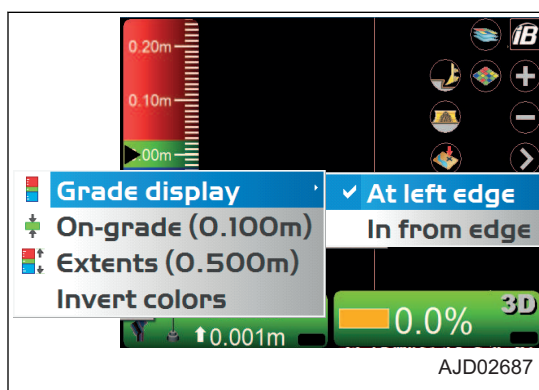 0.20m
iB
0.10m
.00m
Grade display
At left edge
On-grade (0.100m)
In from edge
Extents (0.500m)
Invert colors
0.001m
0.0%
3D
AJD02687